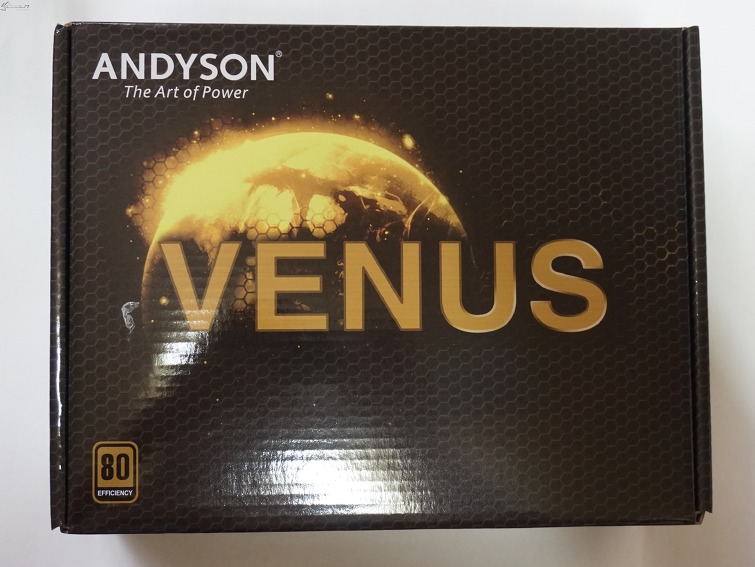 ANDYSON®
The Art of Power
VENUS
80
EFFICIENCY